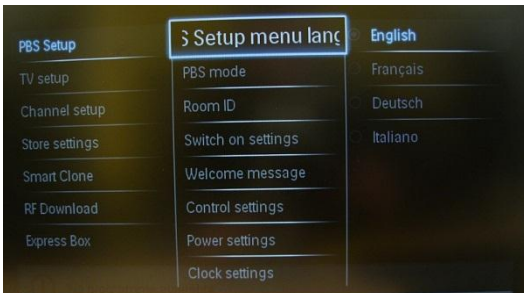 PBS Setup
TV setup
Channel setup
Store settings
Smart Clone
RF Download
Express Box
S Setup menu lang
PBS mode
Room ID
Switch on settings
Welcome message
Control settings
Power settings
Clock settings
English
Français
Deutsch
Italiano